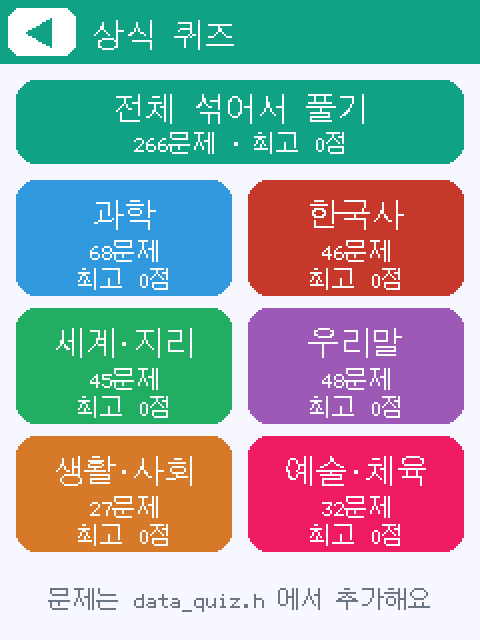 상식 퀴즈
전체 섞어서 풀기
266문제 · 최고 0점
과학
68문제
최고 0점
한국사
46문제
최고 0점
세계·지리
45문제
최고 0점
우리말
48문제
최고 0점
생활·사회
27문제
최고 0점
예술·체육
32문제
최고 0점
문제는 data_quiz.h 에서 추가해요